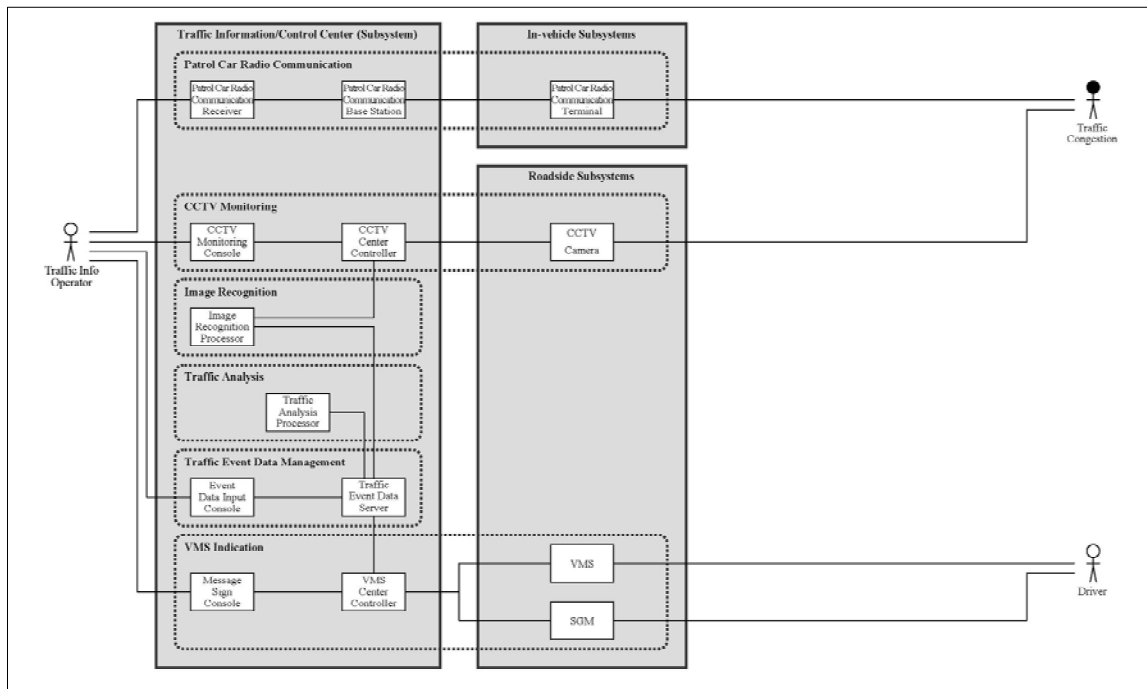 Traffic Information/Control Center (Subsystem)
In-vehicle Subsystems
Patrol Car Radio Communication
Patrol Car Radio
Communication
Receiver
Patrol Car Radio
Communication
Base Station
Patrol Car Radio
Communication
Terminal
Traffic
Congestion
Roadside Subsystems
CCTV Monitoring
CCTV
Monitoring
Console
CCTV
Center
Controller
CCTV
Camera
Traffic Info
Operator
Image Recognition
Image
Recognition
Processor
Traffic Analysis
Traffic
Analysis
Processor
Traffic Event Data Management
Event
Data Input
Console
Traffic
Event Data
Server
VMS Indication
Message
Sign
Console
VMS
Center
Controller
VMS
SGM
Driver